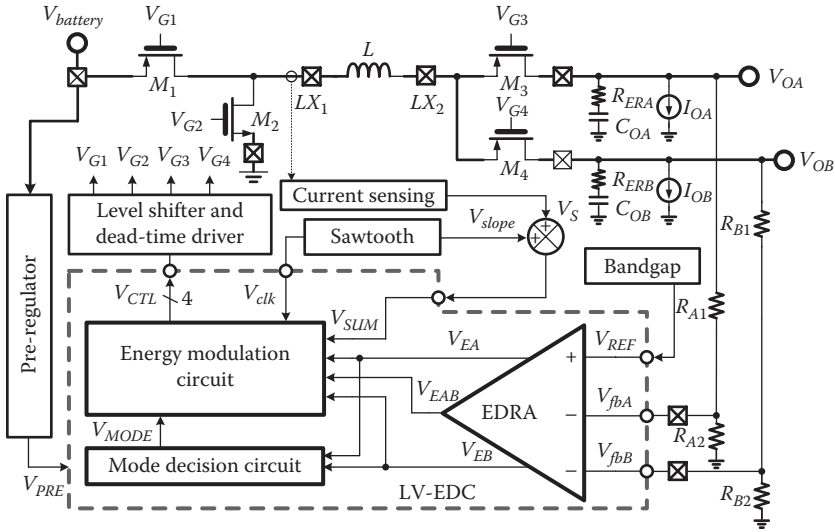 V_battery
V_G1
V_G3
L
M_1
LX_1
LX_2
M_3
V_OA
V_G2
M_2
V_G4
R_ERA
C_OA
I_OA
M_4
V_OB
V_G1 V_G2 V_G3 V_G4
R_ERB
C_OB
I_OB
Current sensing
Level shifter and
dead-time driver
V_slope
V_S
R_B1
Sawtooth
Bandgap
Pre-regulator
V_CTL
4
V_clk
R_A1
V_SUM
Energy modulation
circuit
V_EA
+
V_REF
V_EAB
EDRA
−
V_fbA
V_MODE
R_A2
Mode decision circuit
V_EB
−
V_fbB
V_PRE
LV-EDC
R_B2